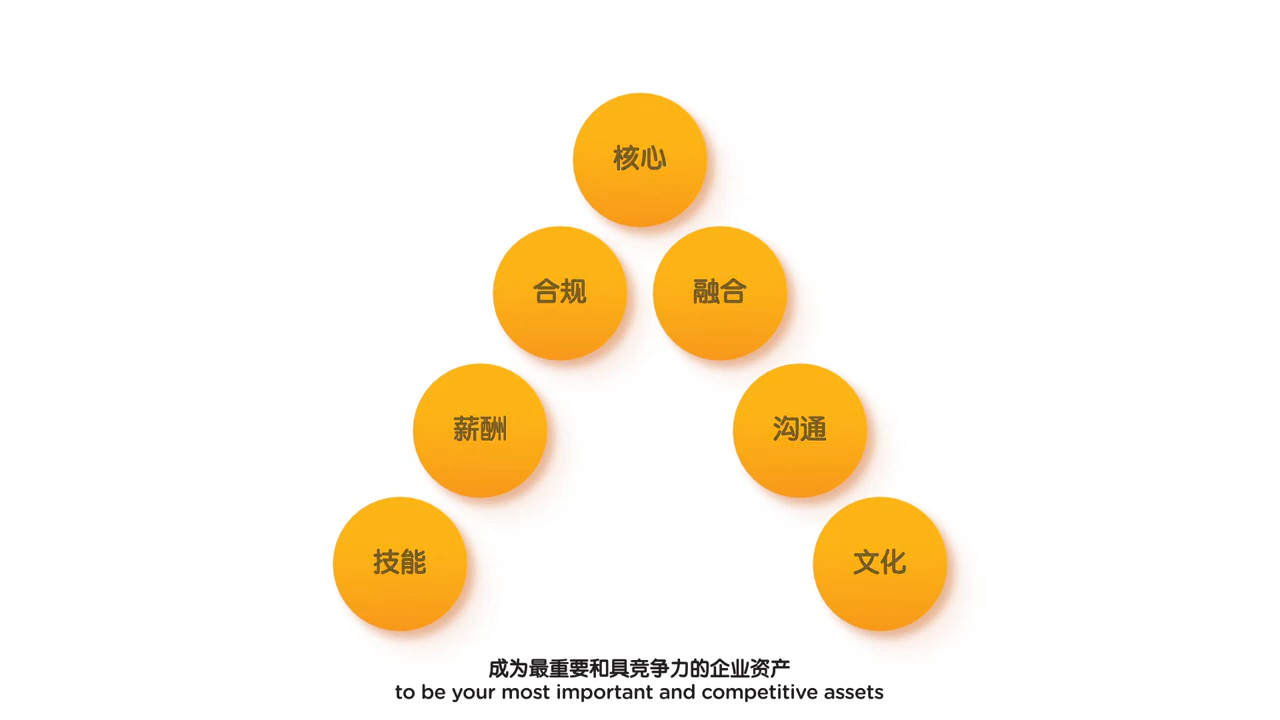 核心
合规
融合
薪酬
沟通
技能
文化
成为最重要和具竞争力的企业资产
to be your most important and competitive assets